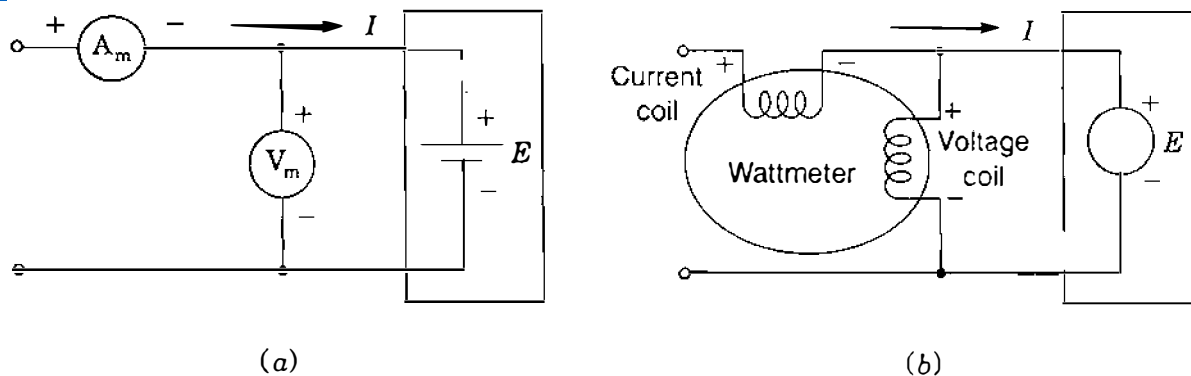 + A_m − I
+
V_m
−
+
E
−
(a)
I
Current
coil
+ −
Wattmeter
+
Voltage
coil
-
+
E
−
(b)